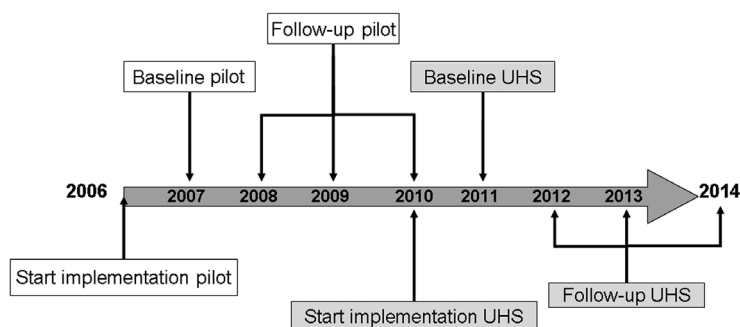 Follow-up pilot
Baseline pilot
Baseline UHS
2006
2007
2008
2009
2010
2011
2012
2013
2014
Start implementation pilot
Start implementation UHS
Follow-up UHS